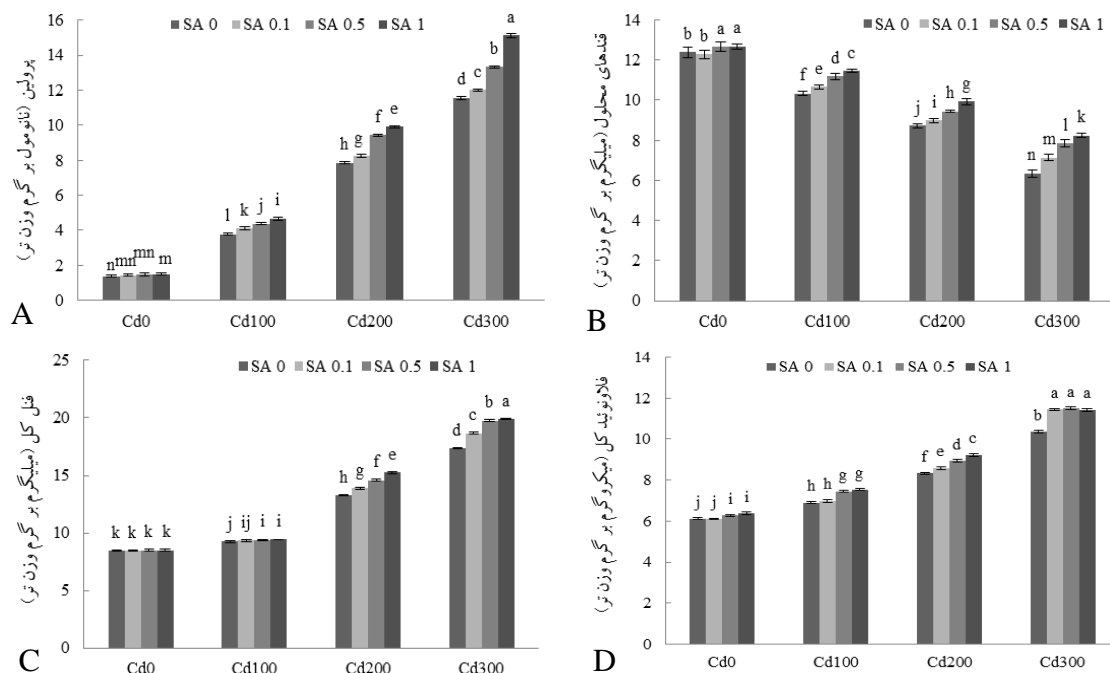 SA 0 SA 0.1 SA 0.5 SA 1
پرولین (نانومول بر گرم وزن تر)
16
14
12
10
8
6
4
2
0
n mn mn m
l k j i
h g f e
d c b a
Cd0 Cd100 Cd200 Cd300
A
SA 0 SA 0.1 SA 0.5 SA 1
قندهای محلول (میلیگرم بر گرم وزن تر)
14
12
10
8
6
4
2
0
b b a a
f e d c
j i h g
n m l k
Cd0 Cd100 Cd200 Cd300
B
SA 0 SA 0.1 SA 0.5 SA 1
فنل کل (میلیگرم بر گرم وزن تر)
25
20
15
10
5
0
k k k k
j ij i i
h g f e
d c b a
Cd0 Cd100 Cd200 Cd300
C
SA 0 SA 0.1 SA 0.5 SA 1
فلاونوئید کل (میکروگرم بر گرم وزن تر)
14
12
10
8
6
4
2
0
j j i i
h h g g
f e d c
b a a a
Cd0 Cd100 Cd200 Cd300
D